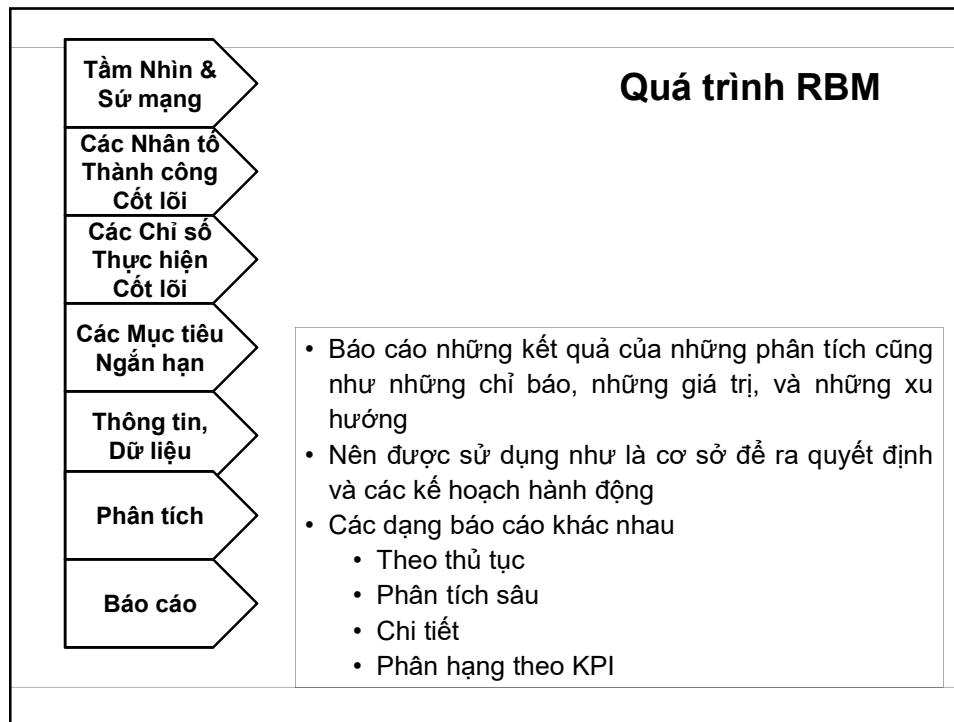 Quá trình RBM
Tầm Nhìn &
Sứ mạng
Các Nhân tố
Thành công
Cốt lõi
Các Chỉ số
Thực hiện
Cốt lõi
Các Mục tiêu
Ngắn hạn
Thông tin,
Dữ liệu
Phân tích
Báo cáo
• Báo cáo những kết quả của những phân tích cũng
như những chỉ báo, những giá trị, và những xu
hướng
• Nên được sử dụng như là cơ sở để ra quyết định
và các kế hoạch hành động
• Các dạng báo cáo khác nhau
• Theo thủ tục
• Phân tích sâu
• Chi tiết
• Phân hạng theo KPI